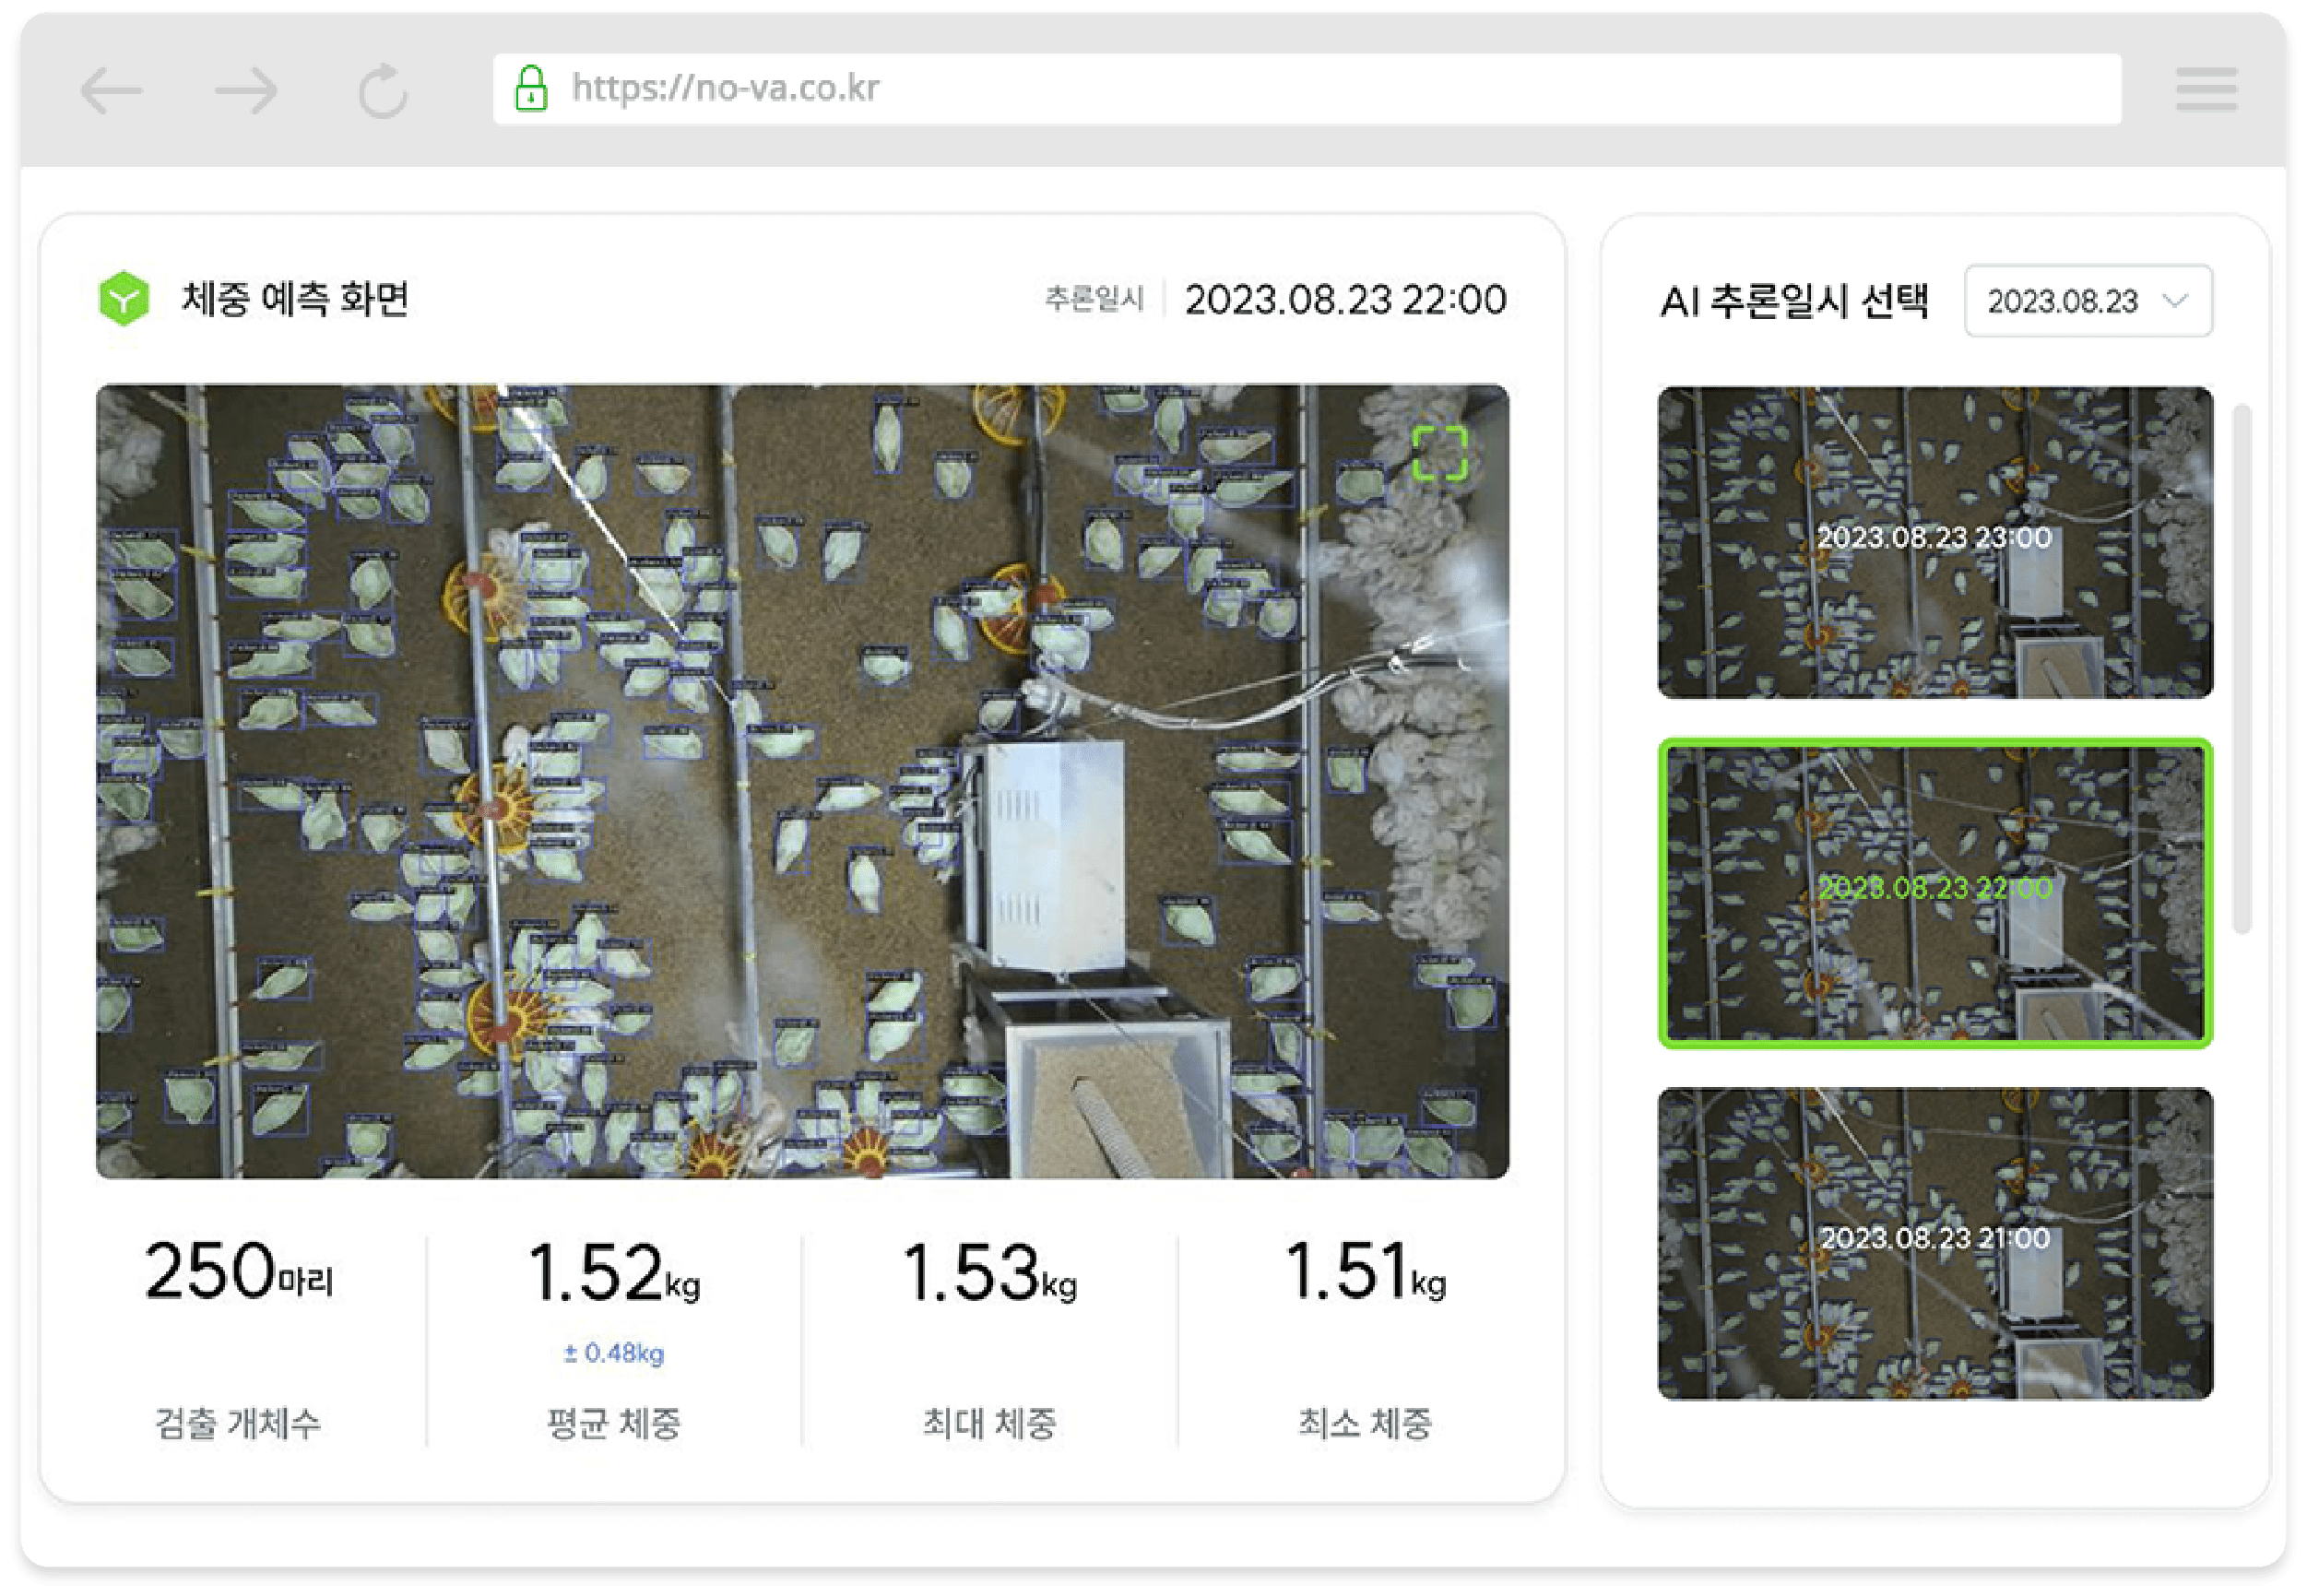 https://no-va.co.kr
체중 예측 화면
추론일시 2023.08.23 22:00
250마리
검출 개체수
1.52kg
± 0.48kg
평균 체중
1.53kg
최대 체중
1.51kg
최소 체중
AI 추론일시 선택 2023.08.23
2023.08.23 23:00
2023.08.23 22:00
2023.08.23 21:00